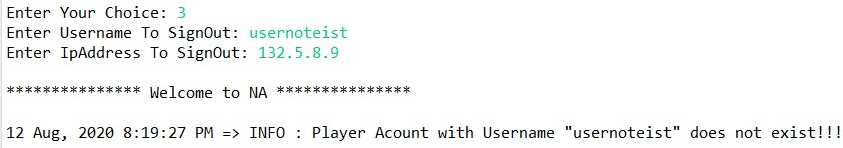 Enter Your Choice: 3
Enter Username To SignOut: usernoteist
Enter IpAddress To SignOut: 132.5.8.9
*************** Welcome to NA ***************
12 Aug, 2020 8:19:27 PM => INFO : Player Acount with Username "usernoteist" does not exist!!!